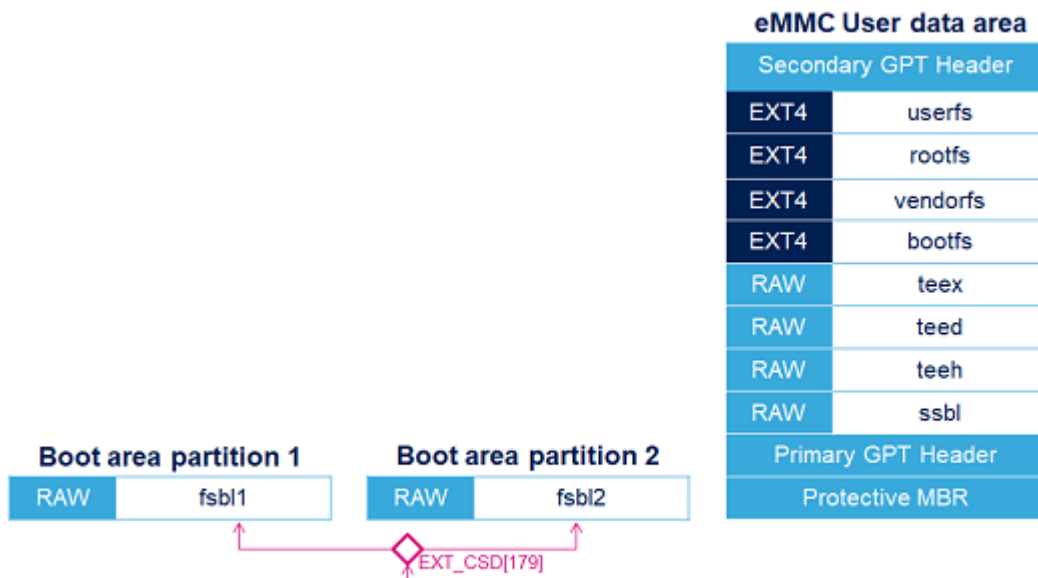 eMMC User data area
Secondary GPT Header
EXT4 userfs
EXT4 rootfs
EXT4 vendorfs
EXT4 bootfs
RAW teex
RAW teed
RAW teeh
RAW ssbl
Primary GPT Header
Protective MBR
Boot area partition 1
RAW fsbl1
Boot area partition 2
RAW fsbl2
EXT_CSD[179]